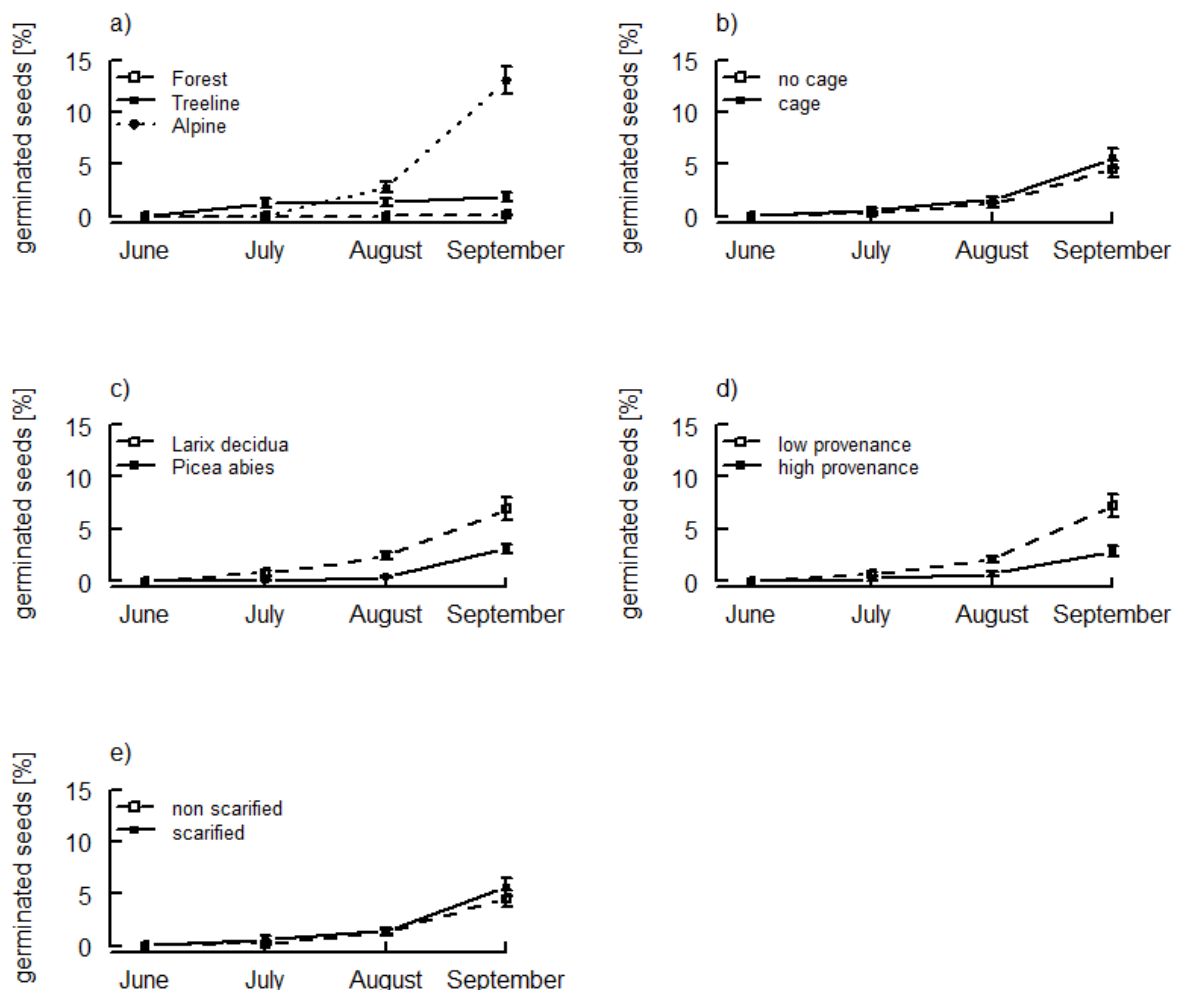 a)
germinated seeds [%]
15
10
5
0
Forest
Treeline
Alpine
June July August September
b)
germinated seeds [%]
15
10
5
0
no cage
cage
June July August September
c)
germinated seeds [%]
15
10
5
0
Larix decidua
Picea abies
June July August September
d)
germinated seeds [%]
15
10
5
0
low provenance
high provenance
June July August September
e)
germinated seeds [%]
15
10
5
0
non scarified
scarified
June July August September